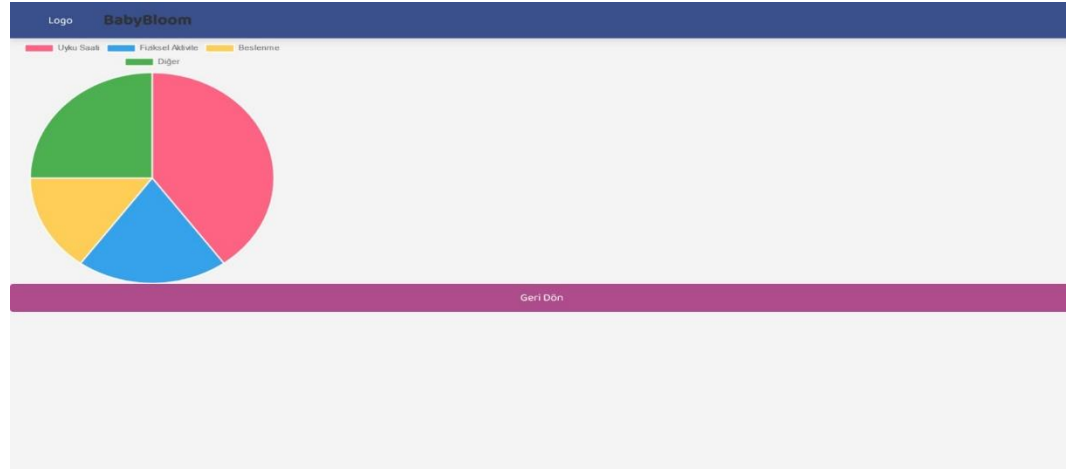 Logo BabyBloom
Uyku Saati Fiziksel Aktivite Beslenme
Diğer
Geri Dön